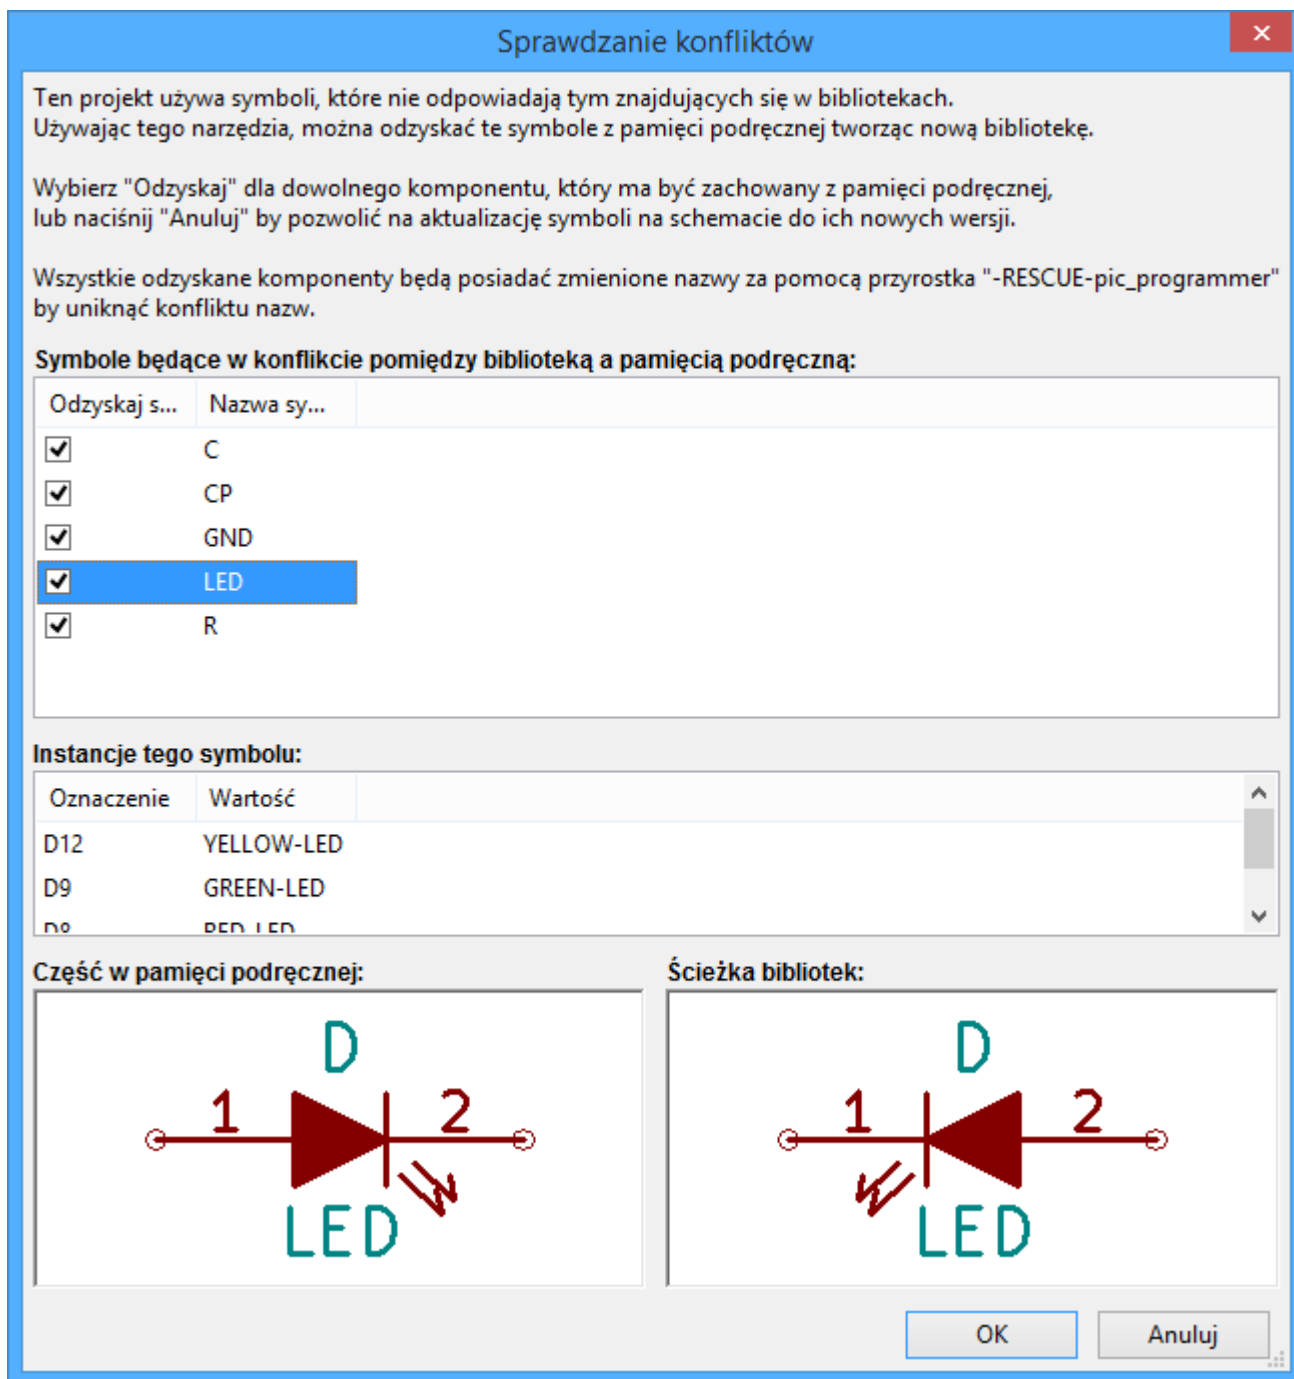 Sprawdzanie konfliktów
Ten projekt używa symboli, które nie odpowiadają tym znajdujących się w bibliotekach.
Używając tego narzędzia, można odzyskać te symbole z pamięci podręcznej tworząc nową bibliotekę.
Wybierz "Odzyskaj" dla dowolnego komponentu, który ma być zachowany z pamięci podręcznej,
lub naciśnij "Anuluj" by pozwolić na aktualizację symboli na schemacie do ich nowych wersji.
Wszystkie odzyskane komponenty będą posiadać zmienione nazwy za pomocą przyrostka "-RESCUE-pic_programmer"
by uniknąć konfliktu nazw.
Symbole będące w konflikcie pomiędzy biblioteką a pamięcią podręczną:
Odzyskaj s... Nazwa sy...
C
CP
GND
LED
R
Instancje tego symbolu:
Oznaczenie Wartość
D12 YELLOW-LED
D9 GREEN-LED
D8 RED-LED
Część w pamięci podręcznej: Ścieżka bibliotek:
D D
1 2 1 2
LED LED
OK Anuluj